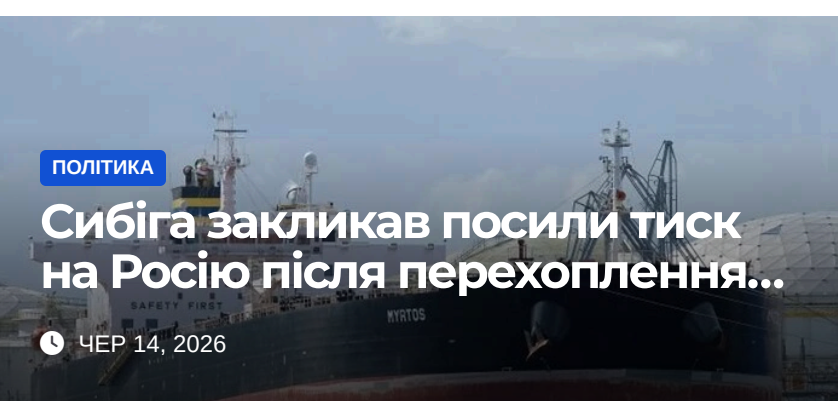 ПОЛІТИКА
Сибіга закликав посили тиск
на Росію після перехоплення...
SAFETY FIRST
MYRTOS
ЧЕР 14, 2026